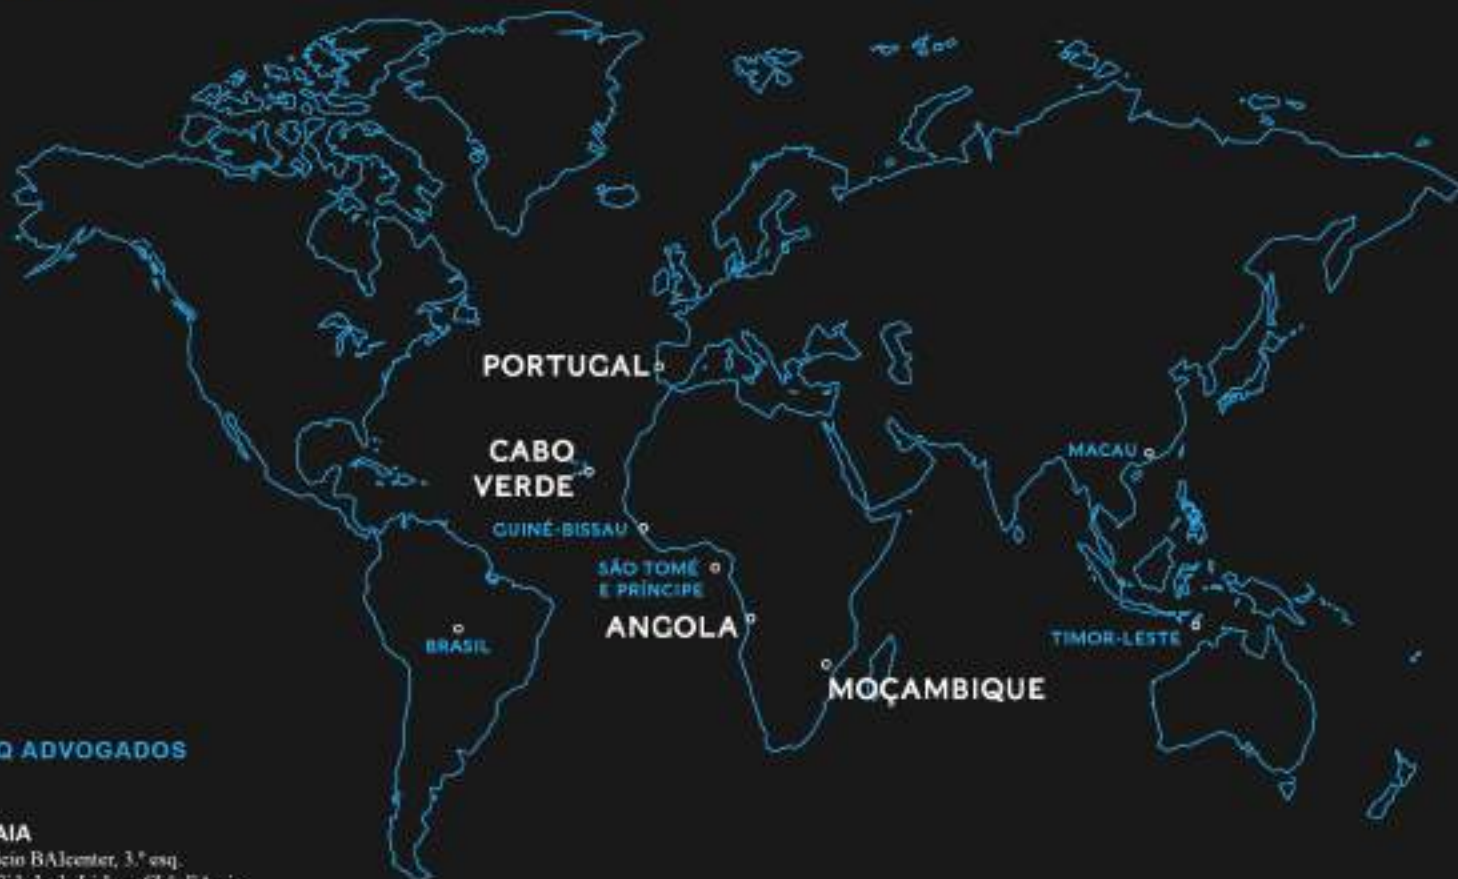 PORTUGAL
CABO
VERDE
MACAU
GUINÉ-BISSAU
SÃO TOMÉ
E PRÍNCIPE
ANGOLA
BRASIL
TIMOR-LESTE
MOÇAMBIQUE
Q ADVOGADOS
AIA
BAIcenter, 3.º esq.